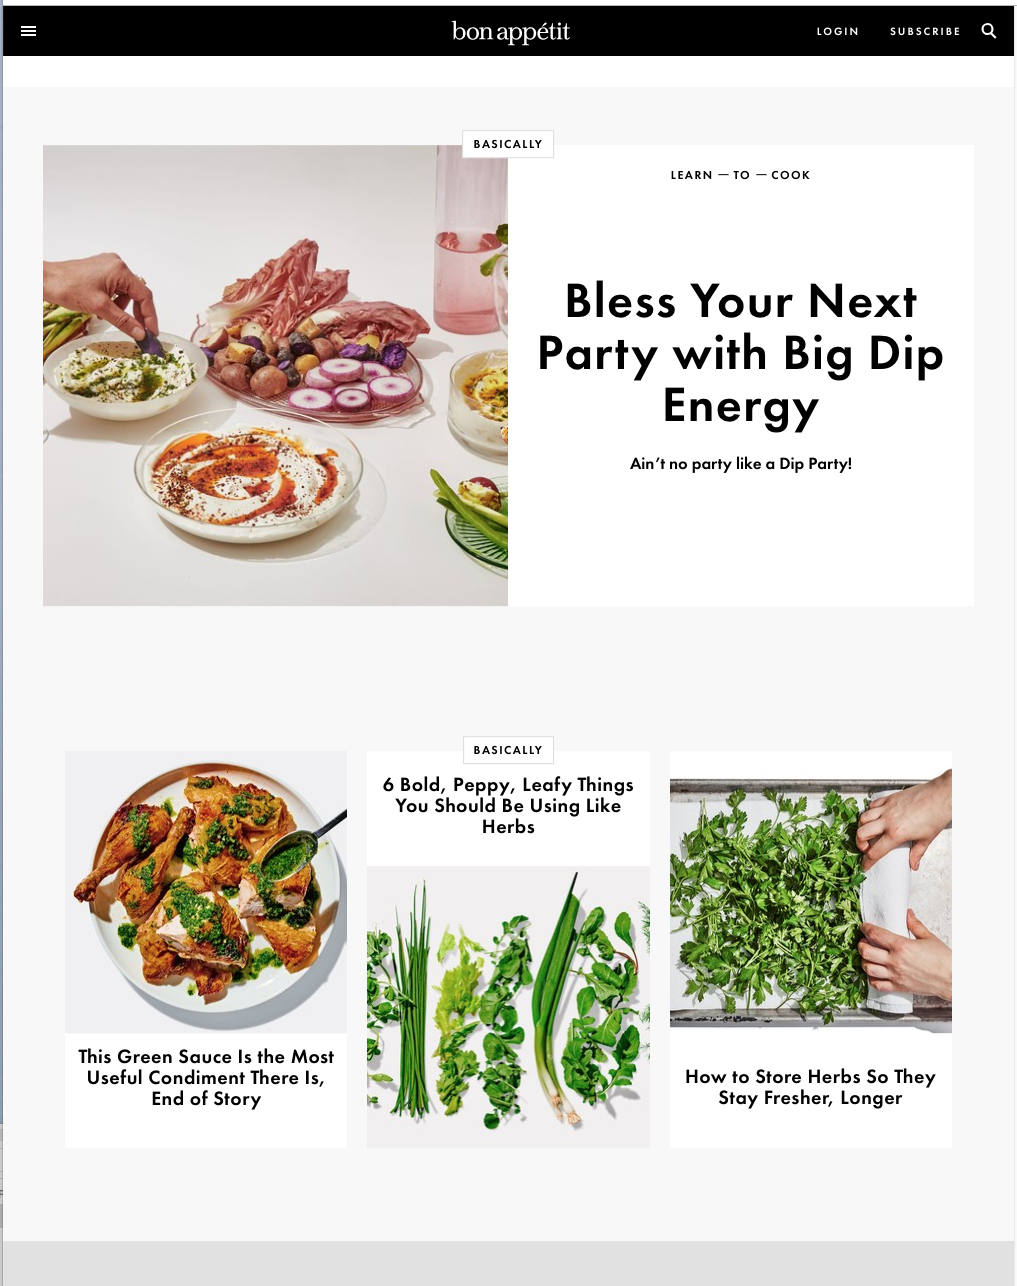 bon appétit
LOGIN
SUBSCRIBE
BASICALLY
LEARN — TO — COOK
Bless Your Next
Party with Big Dip
Energy
Ain't no party like a Dip Party!
BASICALLY
This Green Sauce Is the Most
Useful Condiment There Is,
End of Story
6 Bold, Peppy, Leafy Things
You Should Be Using Like
Herbs
How to Store Herbs So They
Stay Fresher, Longer